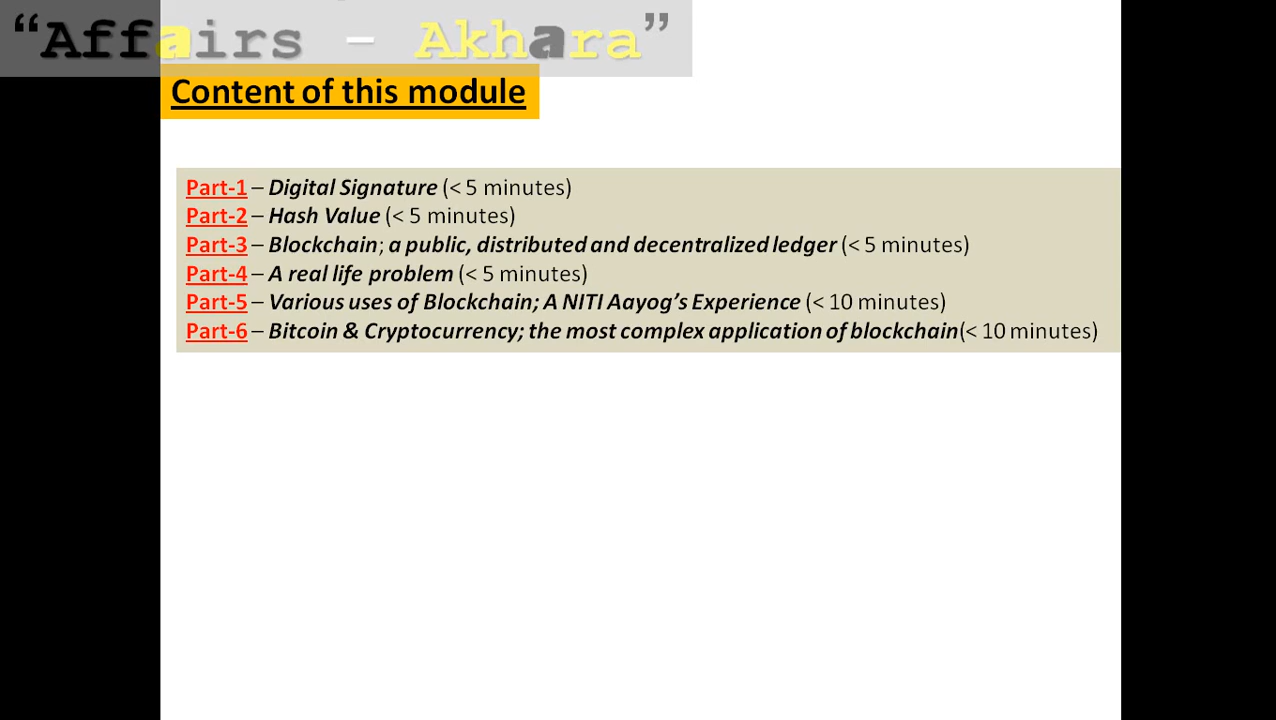 “Affairs – Akhara”
Content of this module
Part-1 – Digital Signature (< 5 minutes)
Part-2 – Hash Value (< 5 minutes)
Part-3 – Blockchain; a public, distributed and decentralized ledger (< 5 minutes)
Part-4 – A real life problem (< 5 minutes)
Part-5 – Various uses of Blockchain; A NITI Aayog’s Experience (< 10 minutes)
Part-6 – Bitcoin & Cryptocurrency; the most complex application of blockchain(< 10 minutes)